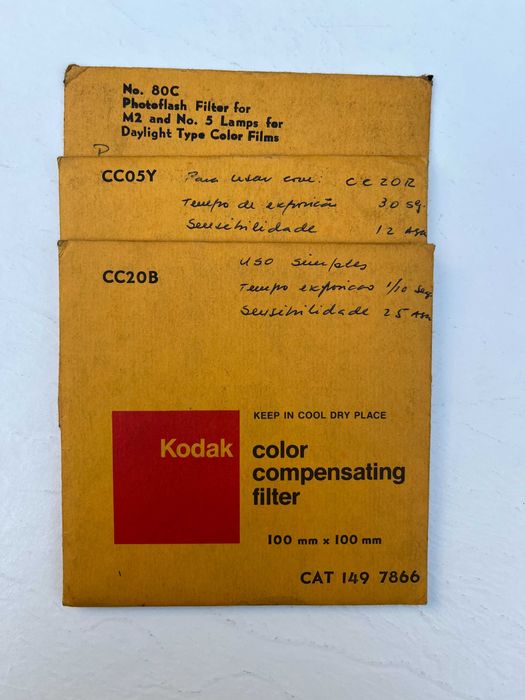 No. 80C
Photoflash Filter for
M2 and No. 5 Lamps for
Daylight Type Color Films
P
CC05Y
Para usar com: CC20R
Tempo de exposição 30 sg.
Sensibilidade 12 ASA
CC20B
USO simples
Tempo exposicao 1/10 seg
Sensibilidade 25 ASA
KEEP IN COOL DRY PLACE
Kodak
color
compensating
filter
100 mm x 100 mm
CAT 149 7866